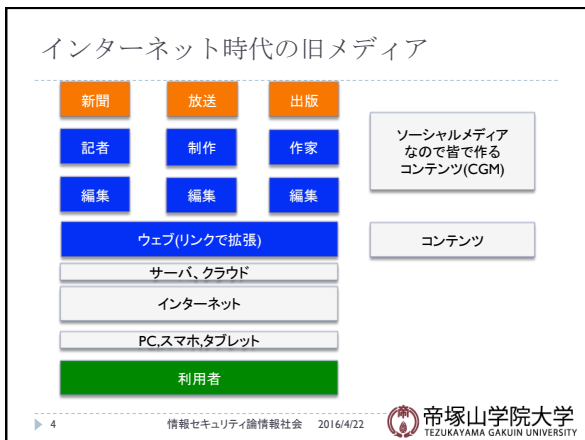 インターネット時代の旧メディア
新聞 放送 出版
記者 制作 作家
編集 編集 編集
ソーシャルメディア
なので皆で作る
コンテンツ(CGM)
ウェブ(リンクで拡張)
コンテンツ
サーバ、クラウド
インターネット
PC,スマホ,タブレット
利用者
4 情報セキュリティ論情報社会 2016/4/22
帝塚山学院大学
TEZUKAYAMA GAKUIN UNIVERSITY